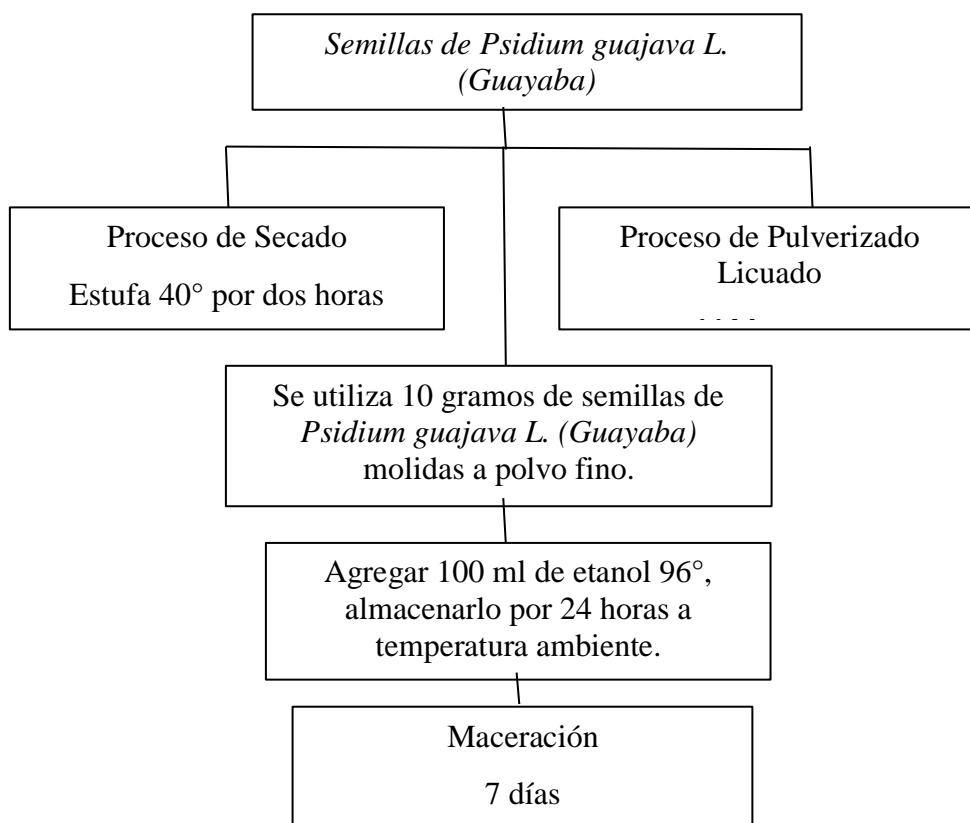 Semillas de Psidium guajava L.
(Guayaba)
Proceso de Secado
Estufa 40° por dos horas
Proceso de Pulverizado
Licuado
Se utiliza 10 gramos de semillas de
Psidium guajava L. (Guayaba)
molidas a polvo fino.
Agregar 100 ml de etanol 96°,
almacenarlo por 24 horas a
temperatura ambiente.
Maceración
7 días